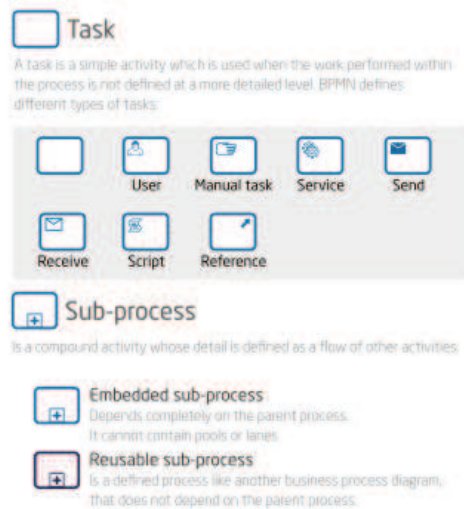 Task
A task is a simple activity which is used when the work performed within
the process is not defined at a more detailed level. BPMN defines
different types of tasks:
User
Manual task
Service
Send
Receive
Script
Reference
Sub-process
Is a compound activity whose detail is defined as a flow of other activities.
Embedded sub-process
Depends completely on the parent process.
It cannot contain pools or lanes.
Reusable sub-process
Is a defined process like another business process diagram,
that does not depend on the parent process.